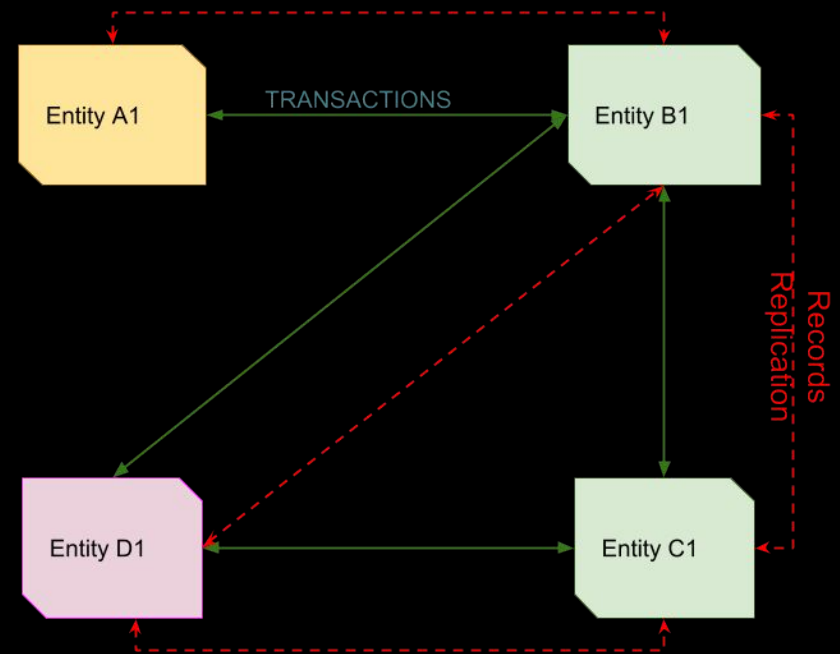 Entity A1
TRANSACTIONS
Entity B1
Records
Replication
Entity D1
Entity C1